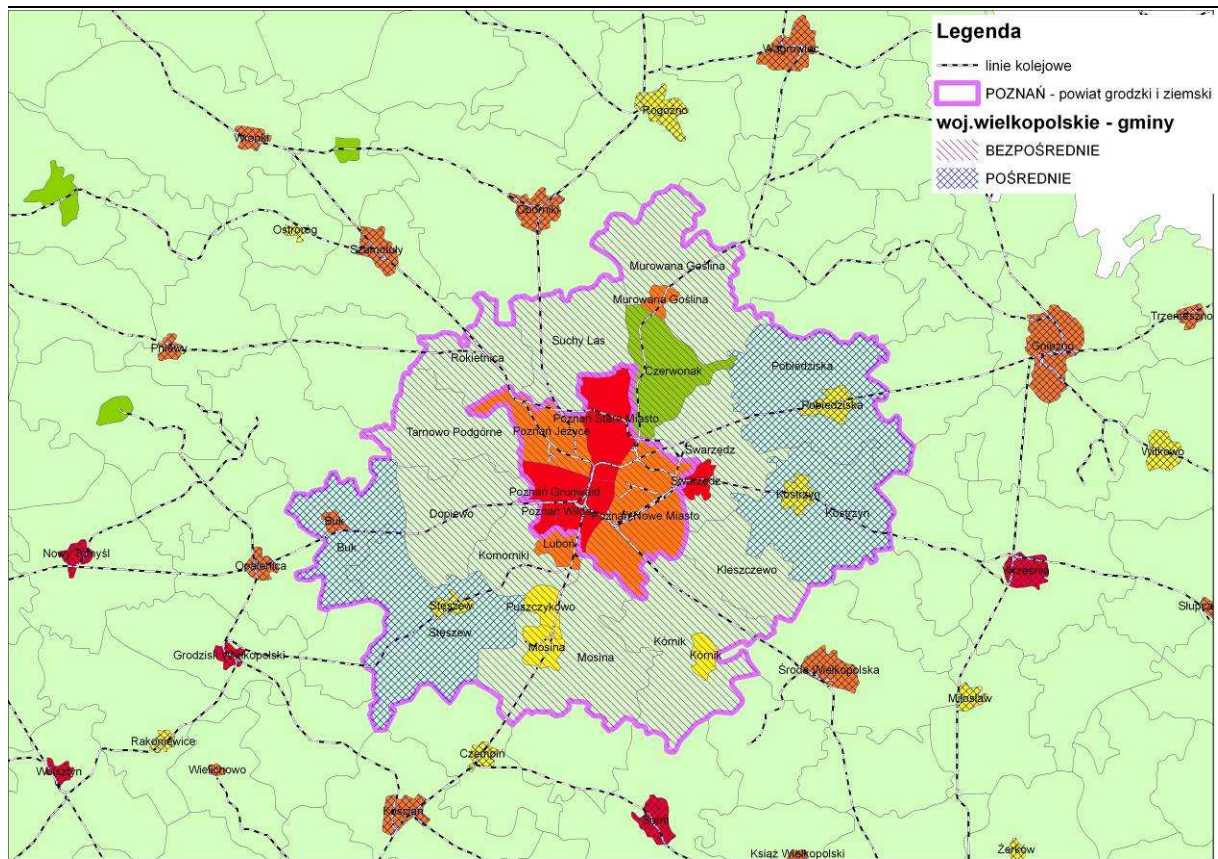 Legenda
linie kolejowe
POZNAŃ - powiat grodzki i ziemski
woj.wielkopolskie - gminy
BEZPOŚREDNIE
POŚREDNIE
Wągrowiec
Rogoźno
Wronki
Oborniki
Ostroróg
Szamotuły
Murowana Goślina
Murowana Goślina
Trzemeszno
Pniewy
Suchy Las
Gniezno
Rokietnica
Czerwonak
Pobiedziska
Pobiedziska
Poznań Stare Miasto
Tarnowo Podgórne
Poznań Jeżyce
Swarzędz
Witkowo
Swarzędz
Poznań Grunwald
Kostrzyn
Buk
Dopiewo
Poznań Wilda
Poznań Nowe Miasto
Kostrzyn
Buk
Luboń
Nowy Tomyśl
Komorniki
Opalenica
Kleszczewo
Września
Stęszew
Puszczykowo
Słupca
Stęszew
Kórnik
Mosina
Grodzisk Wielkopolski
Mosina
Kórnik
Środa Wielkopolska
Miłosław
Rakoniewice
Czempiń
Wolsztyn
Wielichowo
Kościan
Śrem
Książ Wielkopolski
Żerków